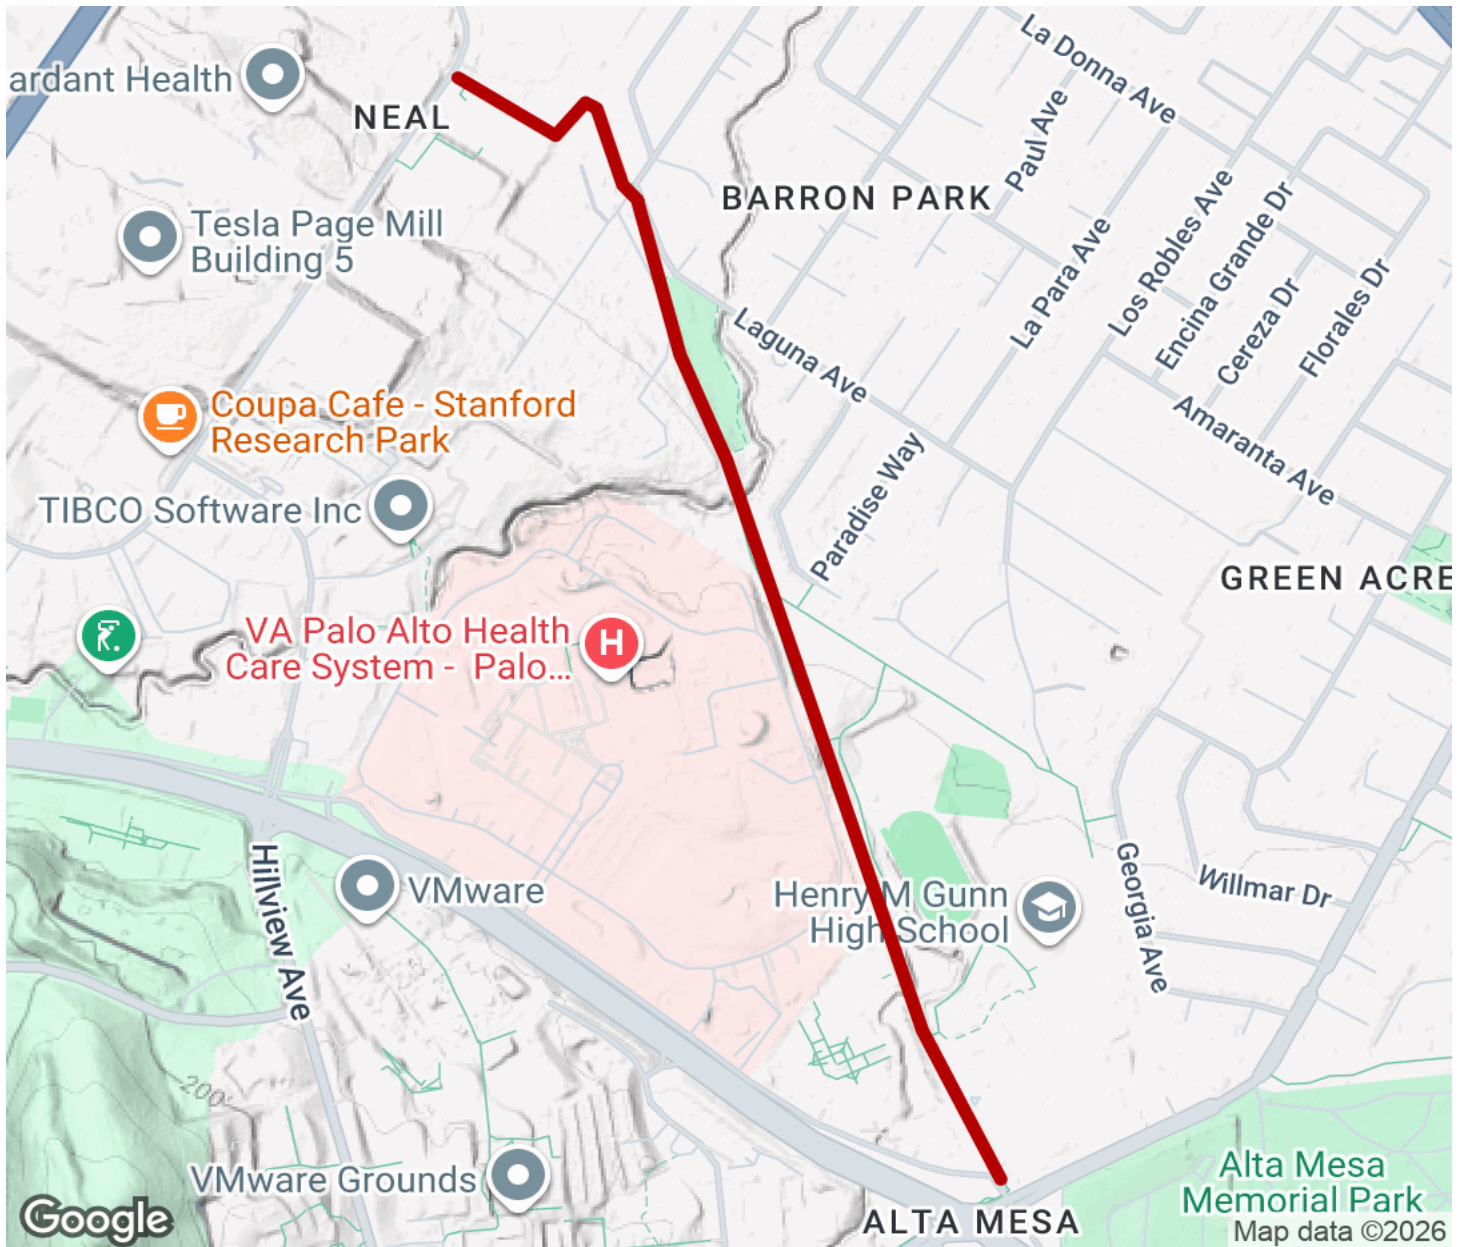 La Donna Ave
ardant Health
NEAL
Paul Ave
BARRON PARK
Tesla Page Mill
Building 5
Los Robles Ave
Encina Grande Dr
La Para Ave
Cereza Dr
Florales Dr
Laguna Ave
Coupa Cafe - Stanford
Research Park
Amaranta Ave
TIBCO Software Inc
Paradise Way
GREEN ACRE
VA Palo Alto Health
Care System - Palo...
H
Hillview Ave
VMware
Henry M Gunn
High School
Georgia Ave
Willmar Dr
200
VMware Grounds
Alta Mesa
Memorial Park
ALTA MESA
Google
Map data ©2026